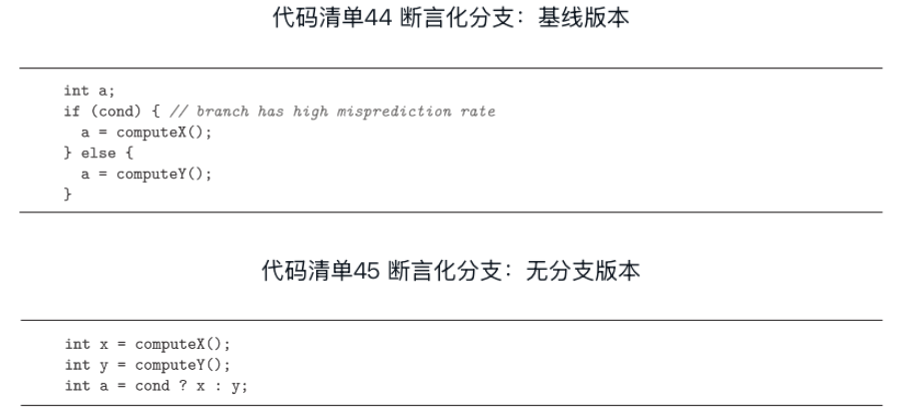 代码清单44 断言化分支：基线版本
int a;
if (cond) { // branch has high misprediction rate
  a = computeX();
} else {
  a = computeY();
}
代码清单45 断言化分支：无分支版本
int x = computeX();
int y = computeY();
int a = cond ? x : y;